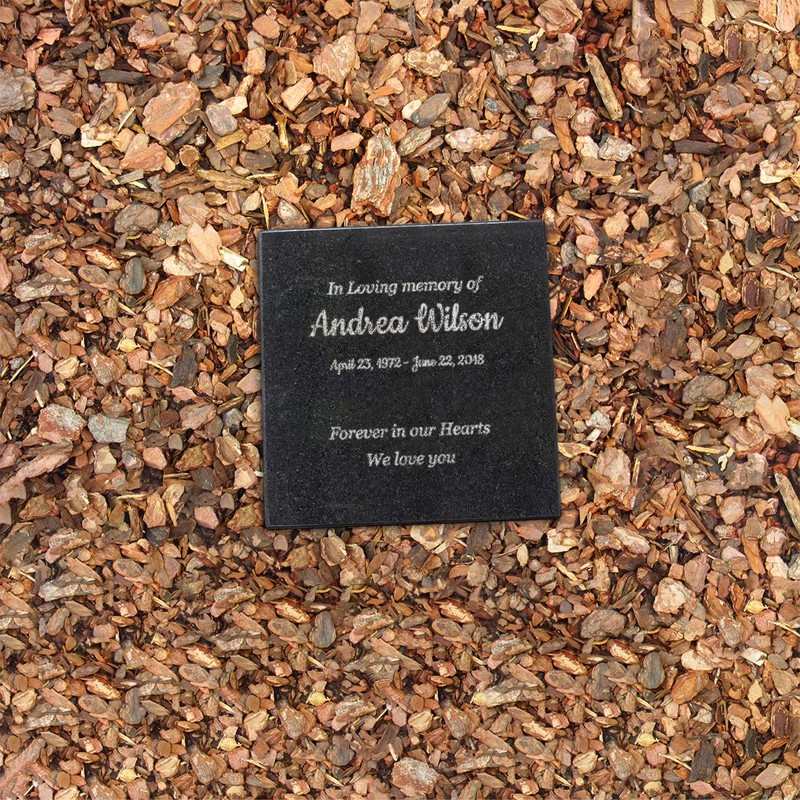 In Loving memory of
Andrea Wilson
April 23, 1972 - June 22, 2018
Forever in our Hearts
We love you